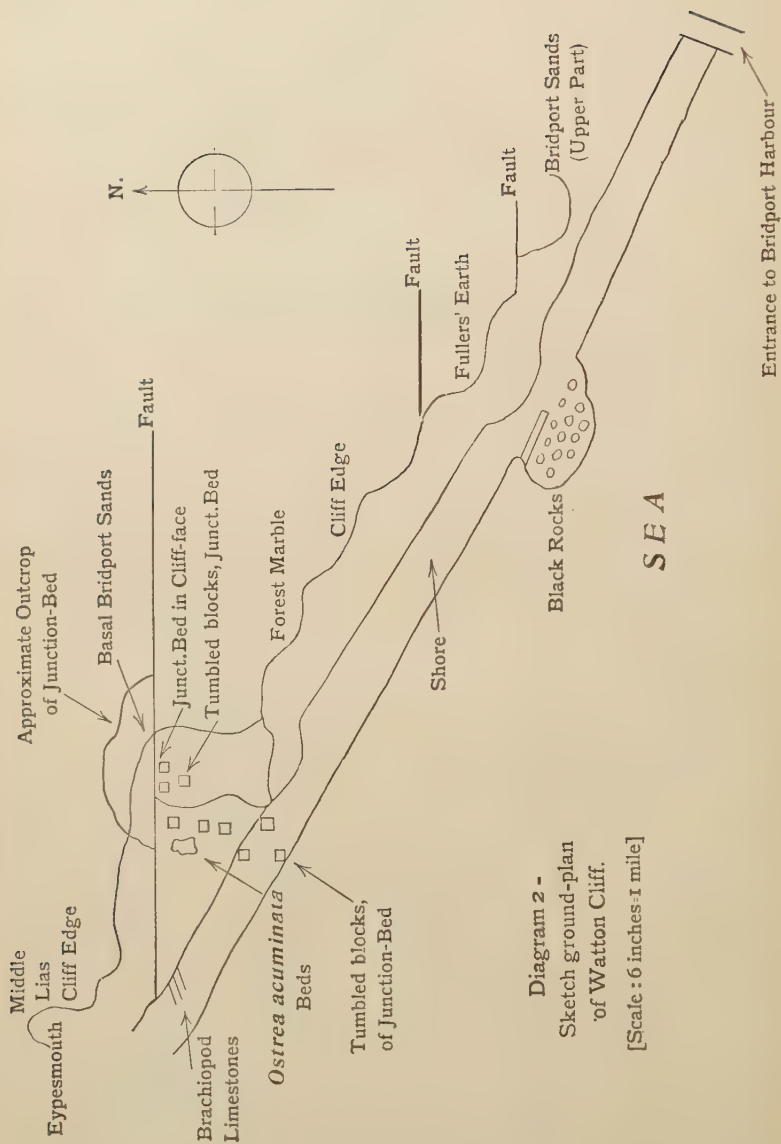 Eypesmouth
Middle
Lias
Cliff Edge
Approximate Outcrop
of Junction-Bed
Basal Bridport Sands
Fault
N.
Junct.Bed in Cliff-face
Tumbled blocks, Junct.Bed
Forest Marble
Cliff Edge
Fault
Fullers' Earth
Fault
Bridport Sands
(Upper Part)
Brachiopod
Limestones
Ostrea acuminata
Beds
Tumbled blocks,
of Junction-Bed
Shore
Black Rocks
SEA
Entrance to Bridport Harbour
Diagram 2 -
Sketch ground-plan
of Watton Cliff.
[Scale : 6 inches=1 mile]